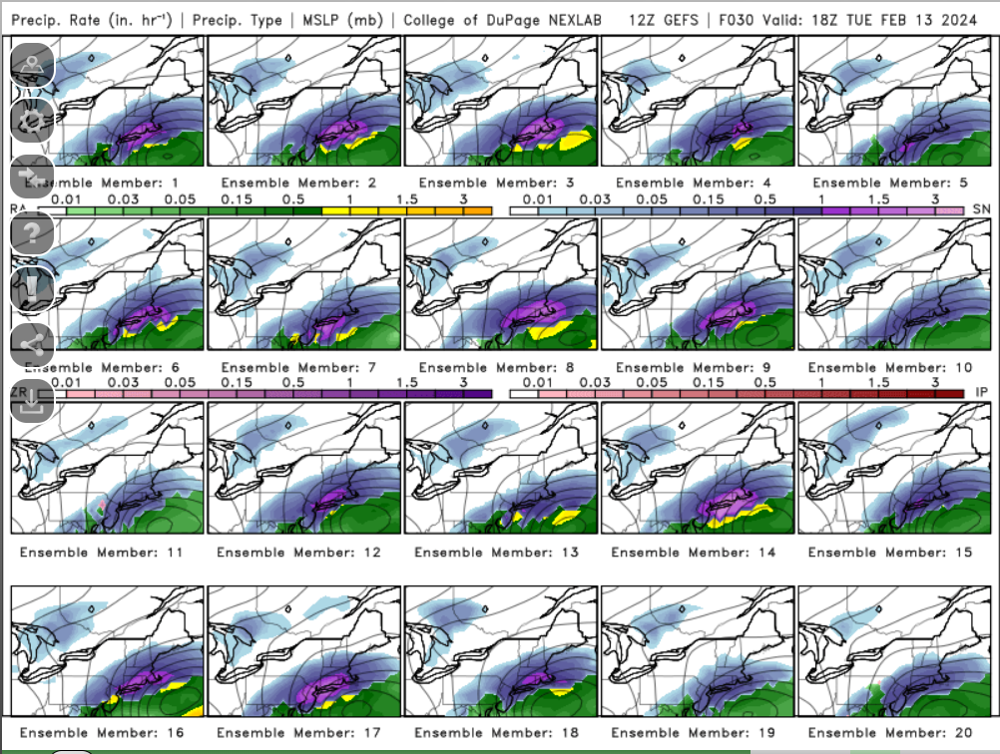 Precip. Rate (in. hr⁻¹) | Precip. Type | MSLP (mb) | College of DuPage NEXLAB 12Z GEFS | F030 Valid: 18Z TUE FEB 13 2024
Ensemble Member: 1 Ensemble Member: 2 Ensemble Member: 3 Ensemble Member: 4 Ensemble Member: 5
RA 0.01 0.03 0.05 0.15 0.5 1 1.5 3 0.01 0.03 0.05 0.15 0.5 1 1.5 3 SN
?
!
Ensemble Member: 6 Ensemble Member: 7 Ensemble Member: 8 Ensemble Member: 9 Ensemble Member: 10
ZR 0.01 0.03 0.05 0.15 0.5 1 1.5 3 0.01 0.03 0.05 0.15 0.5 1 1.5 3 IP
Ensemble Member: 11 Ensemble Member: 12 Ensemble Member: 13 Ensemble Member: 14 Ensemble Member: 15
Ensemble Member: 16 Ensemble Member: 17 Ensemble Member: 18 Ensemble Member: 19 Ensemble Member: 20